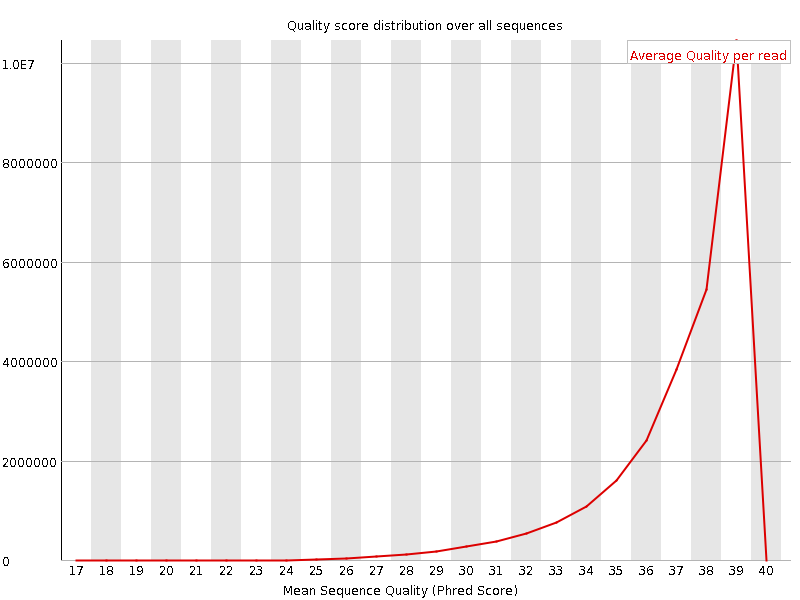 Quality score distribution over all sequences
Average Quality per read
1.0E7
8000000
6000000
4000000
2000000
0
17 18 19 20 21 22 23 24 25 26 27 28 29 30 31 32 33 34 35 36 37 38 39 40
Mean Sequence Quality (Phred Score)